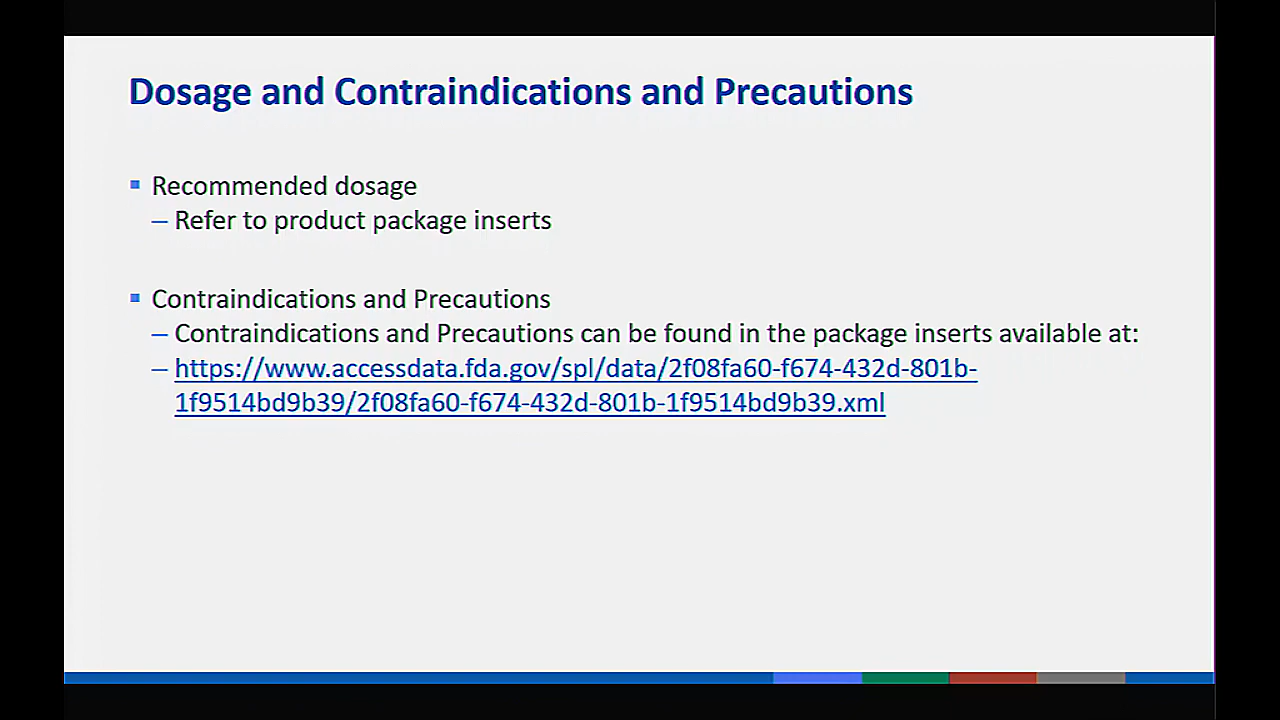 Dosage and Contraindications and Precautions
▪ Recommended dosage
– Refer to product package inserts
▪ Contraindications and Precautions
– Contraindications and Precautions can be found in the package inserts available at:
– https://www.accessdata.fda.gov/spl/data/2f08fa60-f674-432d-801b-
1f9514bd9b39/2f08fa60-f674-432d-801b-1f9514bd9b39.xml